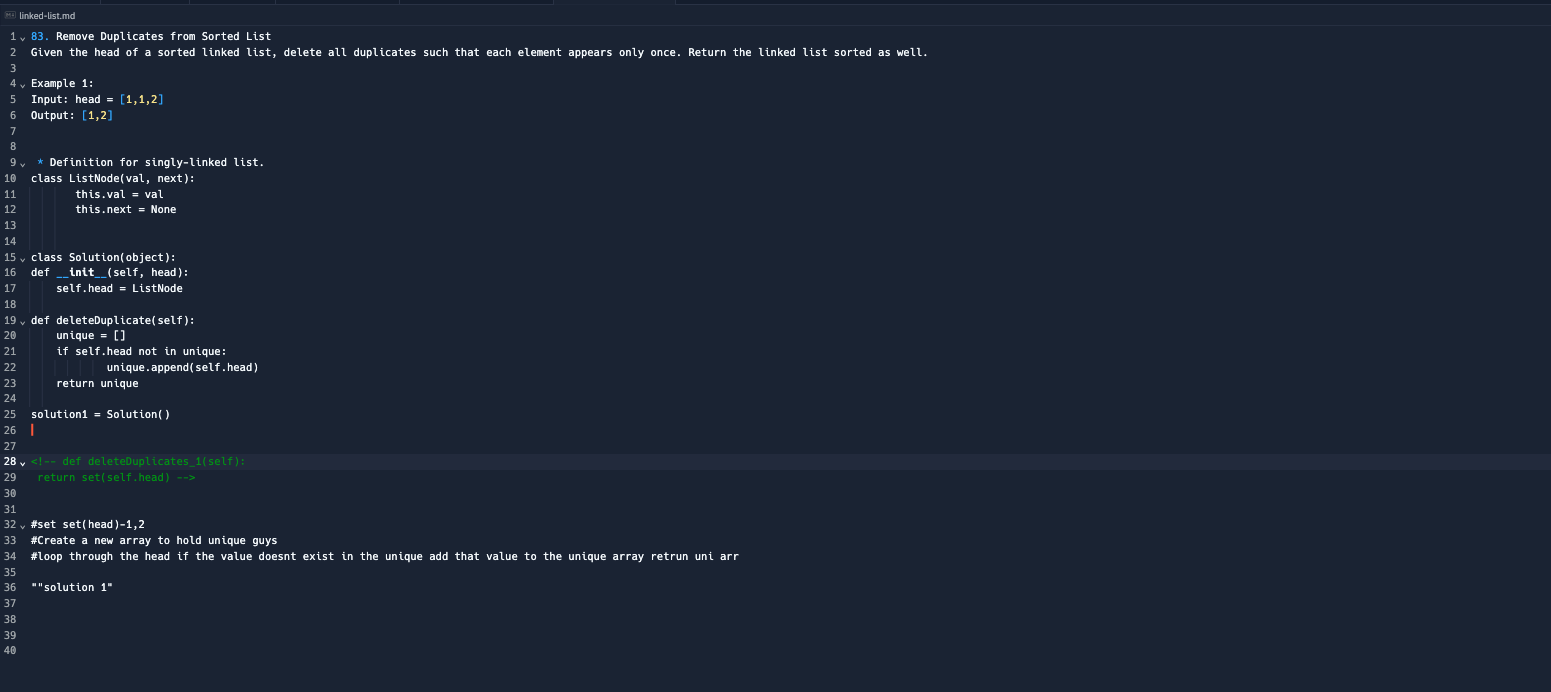 linked-list.md
1 83. Remove Duplicates from Sorted List
2 Given the head of a sorted linked list, delete all duplicates such that each element appears only once. Return the linked list sorted as well.
3
4 Example 1:
5 Input: head = [1,1,2]
6 Output: [1,2]
7
8
9  * Definition for singly-linked list.
10 class ListNode(val, next):
11        this.val = val
12        this.next = None
13
14
15 class Solution(object):
16 def __init__(self, head):
17     self.head = ListNode
18
19 def deleteDuplicate(self):
20     unique = []
21     if self.head not in unique:
22             unique.append(self.head)
23     return unique
24
25 solution1 = Solution()
26
27
28 <!-- def deleteDuplicates_1(self):
29  return set(self.head) -->
30
31
32 #set set(head)-1,2
33 #Create a new array to hold unique guys
34 #loop through the head if the value doesnt exist in the unique add that value to the unique array retrun uni arr
35
36 ""solution 1"
37
38
39
40